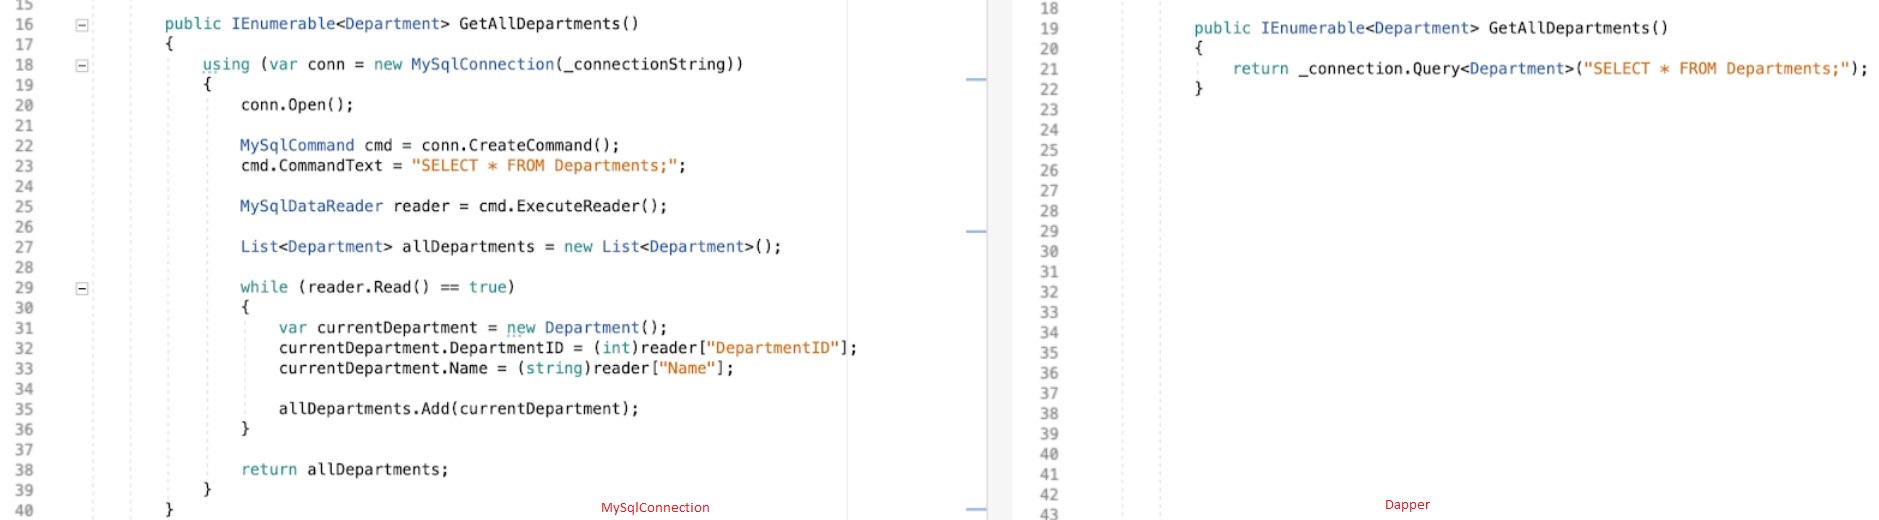 15
16 public IEnumerable<Department> GetAllDepartments()
17 {
18 using (var conn = new MySqlConnection(_connectionString))
19 {
20 conn.Open();
21
22 MySqlCommand cmd = conn.CreateCommand();
23 cmd.CommandText = "SELECT * FROM Departments;";
24
25 MySqlDataReader reader = cmd.ExecuteReader();
26
27 List<Department> allDepartments = new List<Department>();
28
29 while (reader.Read() == true)
30 {
31 var currentDepartment = new Department();
32 currentDepartment.DepartmentID = (int)reader["DepartmentID"];
33 currentDepartment.Name = (string)reader["Name"];
34
35 allDepartments.Add(currentDepartment);
36 }
37
38 return allDepartments;
39 }
40 }
MySqlConnection
18
19 public IEnumerable<Department> GetAllDepartments()
20 {
21 return _connection.Query<Department>("SELECT * FROM Departments;");
22 }
23
24
25
26
27
28
29
30
31
32
33
34
35
36
37
38
39
40
41
42
43
Dapper